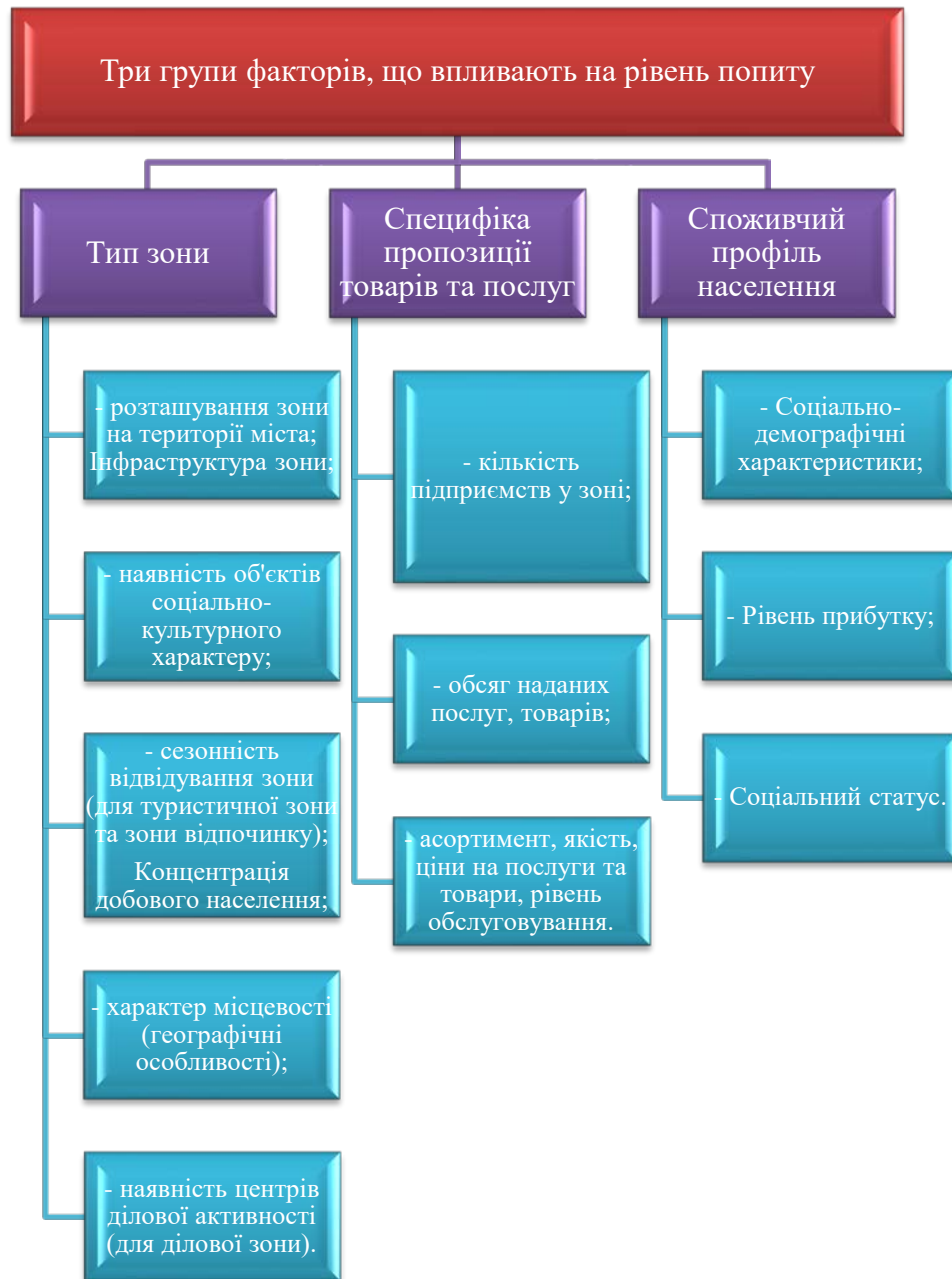 Три групи факторів, що впливають на рівень попиту
Тип зони
- розташування зони
на території міста;
Інфраструктура зони;
- наявність об'єктів
соціально-
культурного
характеру;
- сезонність
відвідування зони
(для туристичної зони
та зони відпочинку);
Концентрація
добового населення;
- характер місцевості
(географічні
особливості);
- наявність центрів
ділової активності
(для ділової зони).
Специфіка
пропозиції
товарів та послуг
- кількість
підприємств у зоні;
- обсяг наданих
послуг, товарів;
- асортимент, якість,
ціни на послуги та
товари, рівень
обслуговування.
Споживчий
профіль
населення
- Соціально-
демографічні
характеристики;
- Рівень прибутку;
- Соціальний статус.